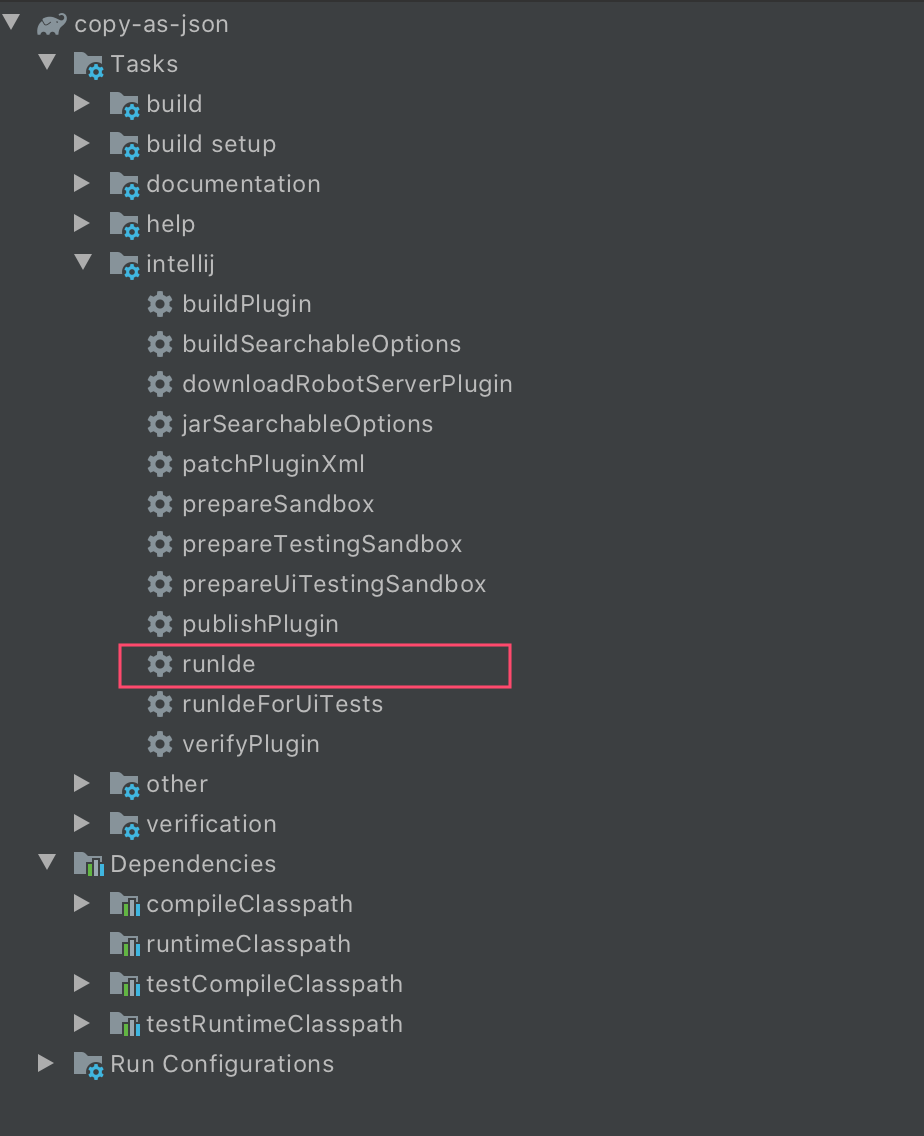 copy-as-json
Tasks
build
build setup
documentation
help
intellij
buildPlugin
buildSearchableOptions
downloadRobotServerPlugin
jarSearchableOptions
patchPluginXml
prepareSandbox
prepareTestingSandbox
prepareUiTestingSandbox
publishPlugin
runIde
runIdeForUiTests
verifyPlugin
other
verification
Dependencies
compileClasspath
runtimeClasspath
testCompileClasspath
testRuntimeClasspath
Run Configurations